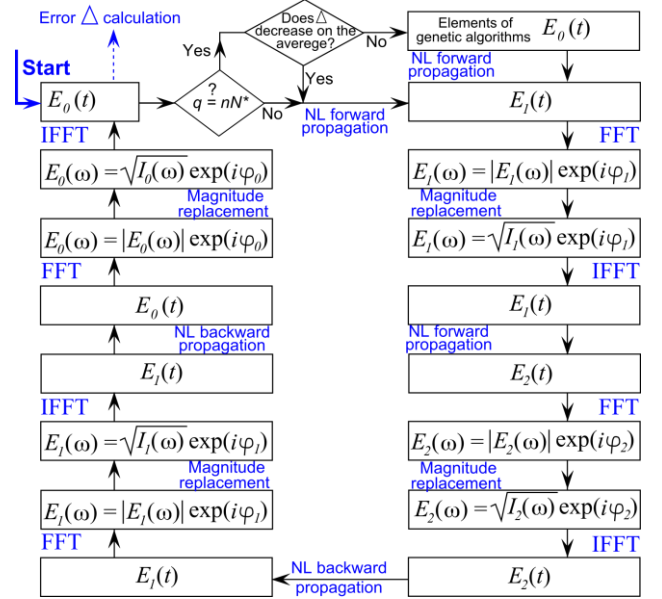 Error △ calculation
Start
E₀(t)
?
q = nN*
Yes
No
Does △
decrease on the
averege?
Yes
No
NL forward
propagation
Elements of
genetic algorithms E₀(t)
NL forward
propagation
E₁(t)
FFT
E₁(ω) = |E₁(ω)| exp(iφ₁)
Magnitude
replacement
E₁(ω) = √I₁(ω) exp(iφ₁)
IFFT
E₁(t)
NL forward
propagation
E₂(t)
FFT
E₂(ω) = |E₂(ω)| exp(iφ₂)
Magnitude
replacement
E₂(ω) = √I₂(ω) exp(iφ₂)
IFFT
E₂(t)
NL backward
propagation
E₁(t)
FFT
E₁(ω) = |E₁(ω)| exp(iφ₁)
Magnitude
replacement
E₁(ω) = √I₁(ω) exp(iφ₁)
IFFT
E₁(t)
NL backward
propagation
E₀(t)
FFT
E₀(ω) = |E₀(ω)| exp(iφ₀)
Magnitude
replacement
E₀(ω) = √I₀(ω) exp(iφ₀)
IFFT